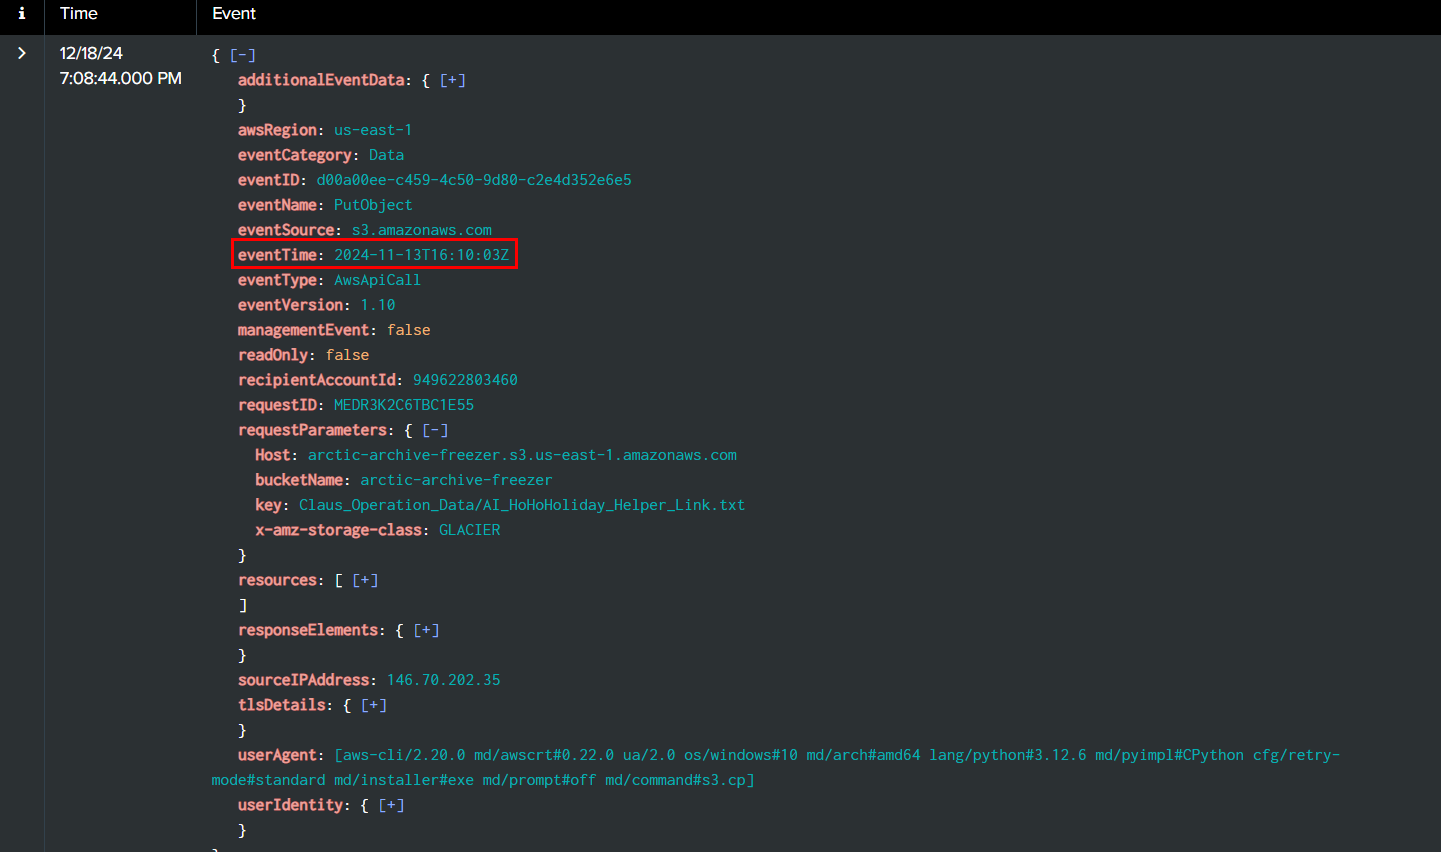 i Time Event
> 12/18/24 { [-]
7:08:44.000 PM additionalEventData: { [+]
}
awsRegion: us-east-1
eventCategory: Data
eventID: d00a00ee-c459-4c50-9d80-c2e4d352e6e5
eventName: PutObject
eventSource: s3.amazonaws.com
eventTime: 2024-11-13T16:10:03Z
eventType: AwsApiCall
eventVersion: 1.10
managementEvent: false
readOnly: false
recipientAccountId: 949622803460
requestID: MEDR3K2C6TBC1E55
requestParameters: { [-]
Host: arctic-archive-freezer.s3.us-east-1.amazonaws.com
bucketName: arctic-archive-freezer
key: Claus_Operation_Data/AI_HoHoHoliday_Helper_Link.txt
x-amz-storage-class: GLACIER
}
resources: [ [+]
]
responseElements: { [+]
}
sourceIPAddress: 146.70.202.35
tlsDetails: { [+]
}
userAgent: [aws-cli/2.20.0 md/awscrt#0.22.0 ua/2.0 os/windows#10 md/arch#amd64 lang/python#3.12.6 md/pyimpl#CPython cfg/retry-
mode#standard md/installer#exe md/prompt#off md/command#s3.cp]
userIdentity: { [+]
}